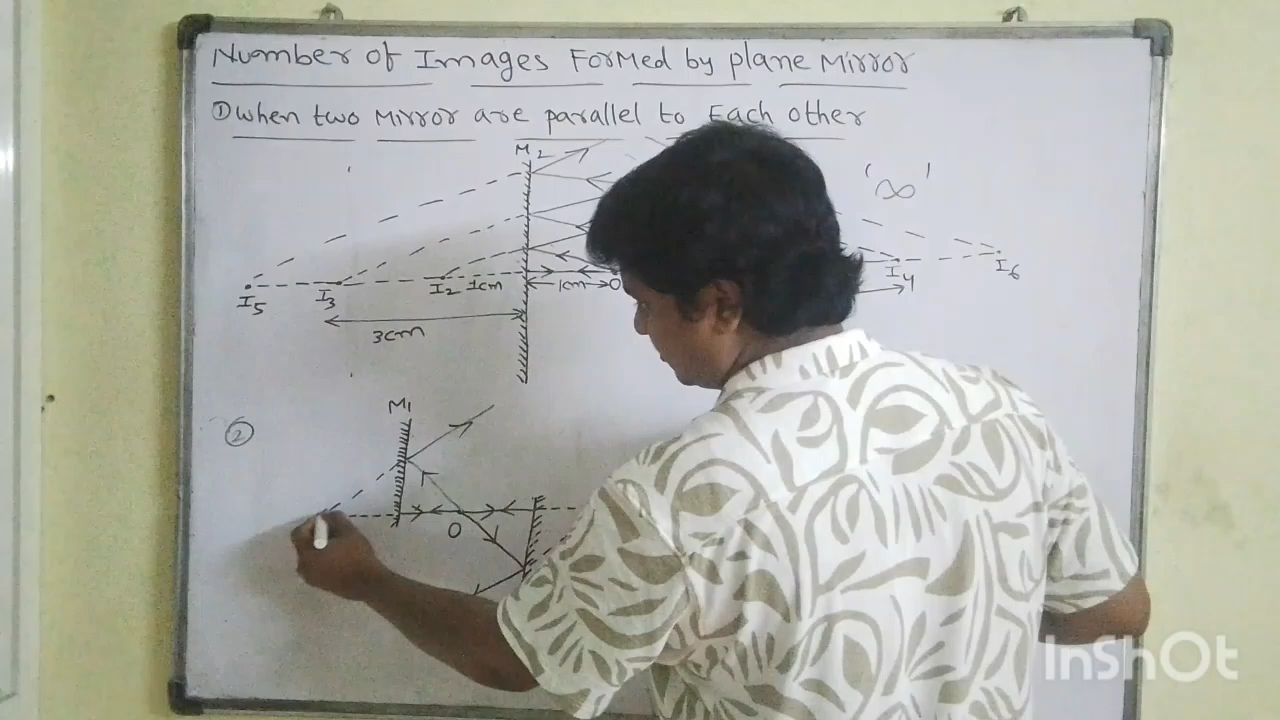 Number of Images Formed by plane Mirror
① when two Mirror are parallel to Each other
M2
'∞'
I5 I3 I2 1cm 1cm O I4 I6
3cm
M1
②
O
InShOt